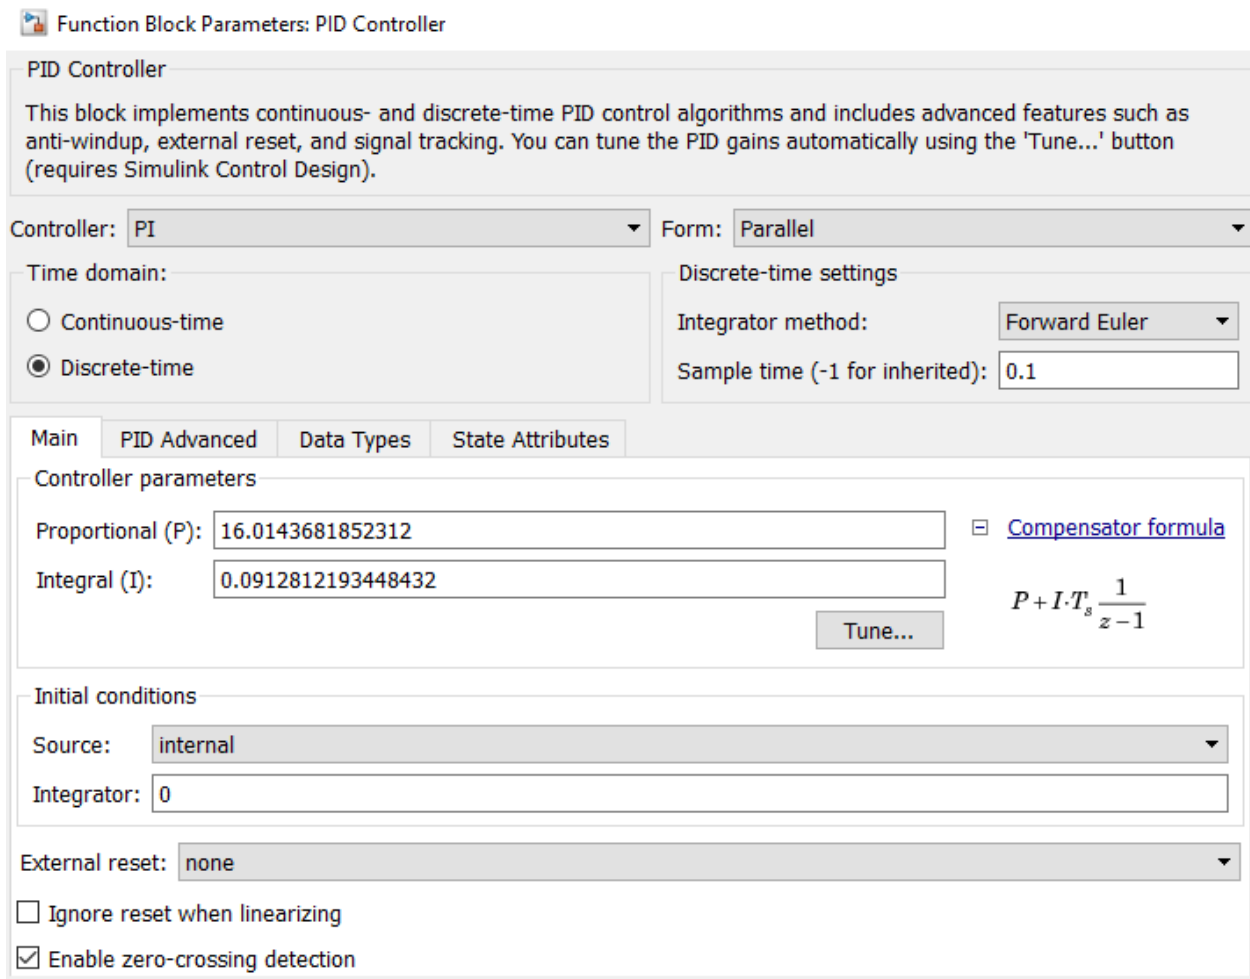 Function Block Parameters: PID Controller
PID Controller
This block implements continuous- and discrete-time PID control algorithms and includes advanced features such as
anti-windup, external reset, and signal tracking. You can tune the PID gains automatically using the 'Tune...' button
(requires Simulink Control Design).
Controller: PI Form: Parallel
Time domain:
Continuous-time
Discrete-time
Discrete-time settings
Integrator method: Forward Euler
Sample time (-1 for inherited): 0.1
Main PID Advanced Data Types State Attributes
Controller parameters
Proportional (P): 16.0143681852312
Integral (I): 0.0912812193448432
Tune...
Compensator formula
P + I·Tₛ 1/(z−1)
Initial conditions
Source: internal
Integrator: 0
External reset: none
Ignore reset when linearizing
Enable zero-crossing detection